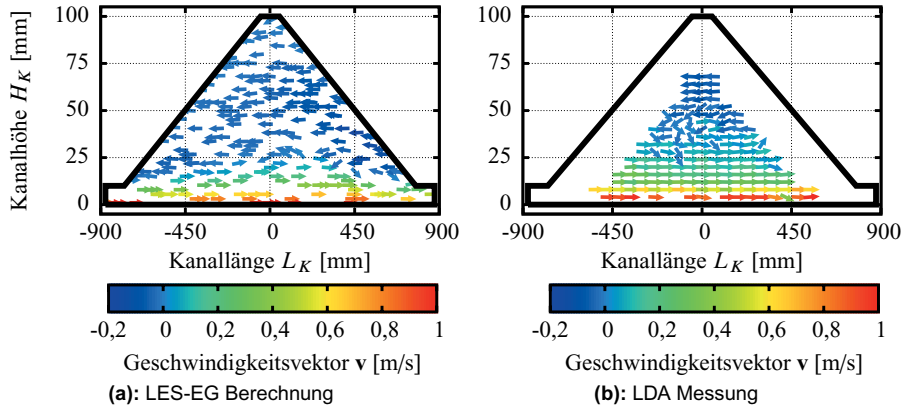 Kanalhöhe H_K [mm]
100
75
50
25
0
-900 -450 0 450 900
Kanallänge L_K [mm]
-0,2 0 0,2 0,4 0,6 0,8 1
Geschwindigkeitsvektor v [m/s]
(a): LES-EG Berechnung
100
75
50
25
0
-900 -450 0 450 900
Kanallänge L_K [mm]
-0,2 0 0,2 0,4 0,6 0,8 1
Geschwindigkeitsvektor v [m/s]
(b): LDA Messung